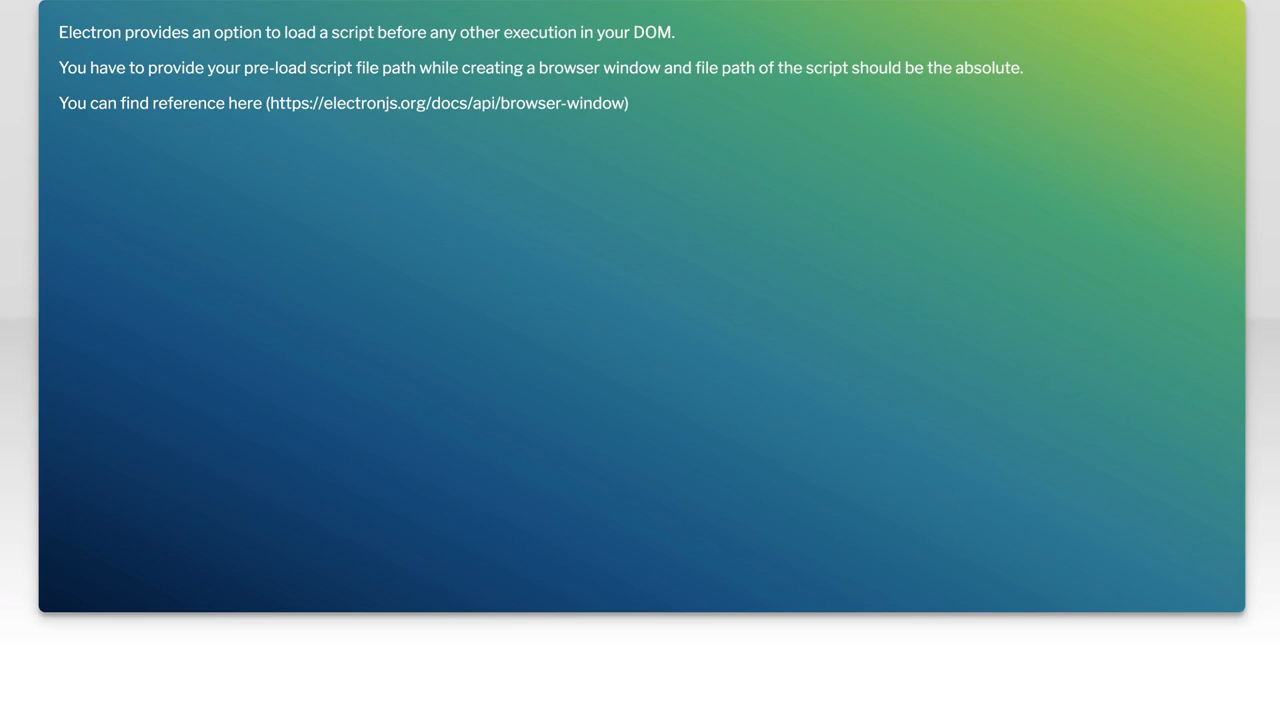 Electron provides an option to load a script before any other execution in your DOM.
You have to provide your pre-load script file path while creating a browser window and file path of the script should be the absolute.
You can find reference here (https://electronjs.org/docs/api/browser-window)